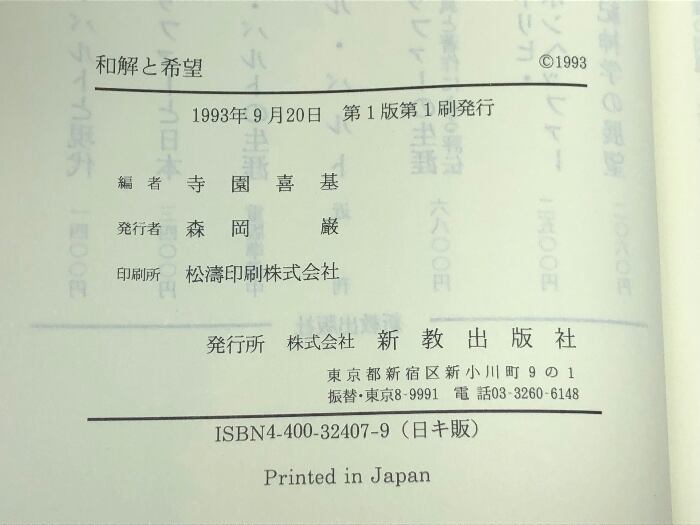 和解と希望
©1993
1993年9月20日 第1版第1刷発行
編者 寺園喜基
発行者 森岡巌
印刷所 松濤印刷株式会社
発行所 株式会社 新教出版社
東京都新宿区新小川町9の1
振替・東京8-9991 電話03-3260-6148
ISBN4-400-32407-9（日キ販）
Printed in Japan